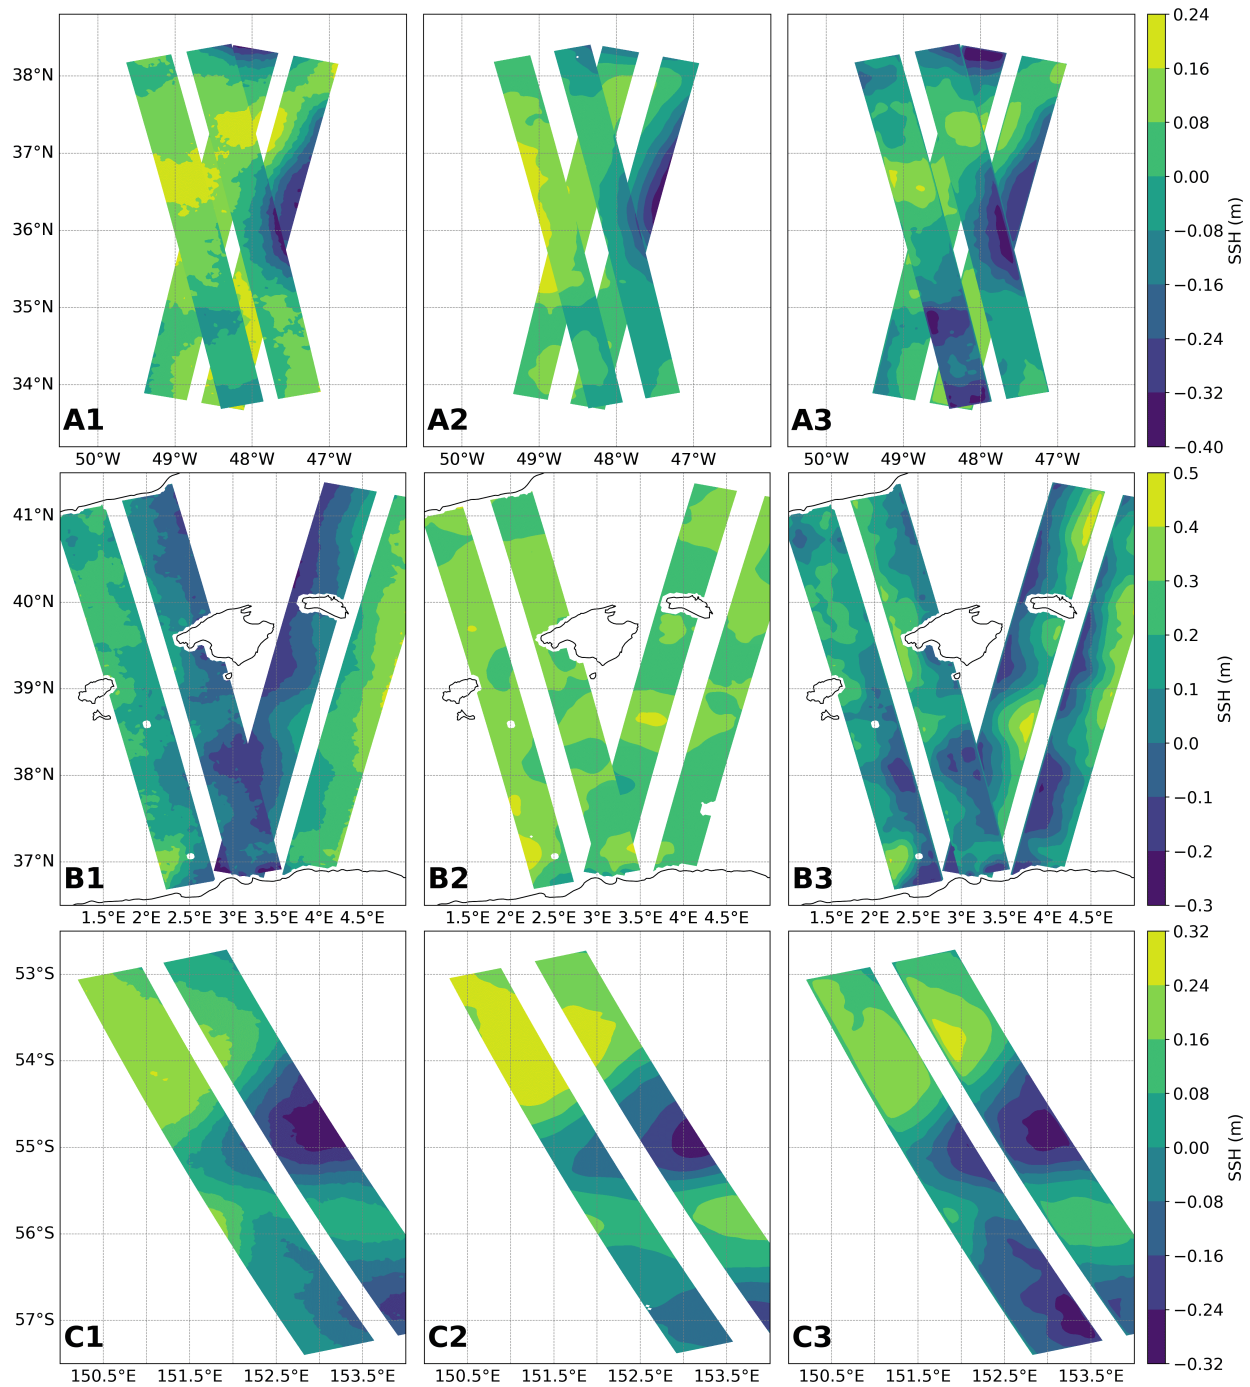 0.24
38°N
0.16
37°N
0.08
0.00
36°N
−0.08
SSH (m)
−0.16
35°N
−0.24
34°N
−0.32
A1
A2
A3
−0.40
50°W 49°W 48°W 47°W
50°W 49°W 48°W 47°W
50°W 49°W 48°W 47°W
0.5
41°N
0.4
0.3
40°N
0.2
39°N
0.1
SSH (m)
0.0
38°N
−0.1
37°N
−0.2
B1
B2
B3
−0.3
1.5°E 2°E 2.5°E 3°E 3.5°E 4°E 4.5°E
1.5°E 2°E 2.5°E 3°E 3.5°E 4°E 4.5°E
1.5°E 2°E 2.5°E 3°E 3.5°E 4°E 4.5°E
0.32
53°S
0.24
0.16
54°S
0.08
55°S
0.00
SSH (m)
−0.08
56°S
−0.16
−0.24
57°S
C1
C2
C3
−0.32
150.5°E 151.5°E 152.5°E 153.5°E
150.5°E 151.5°E 152.5°E 153.5°E
150.5°E 151.5°E 152.5°E 153.5°E